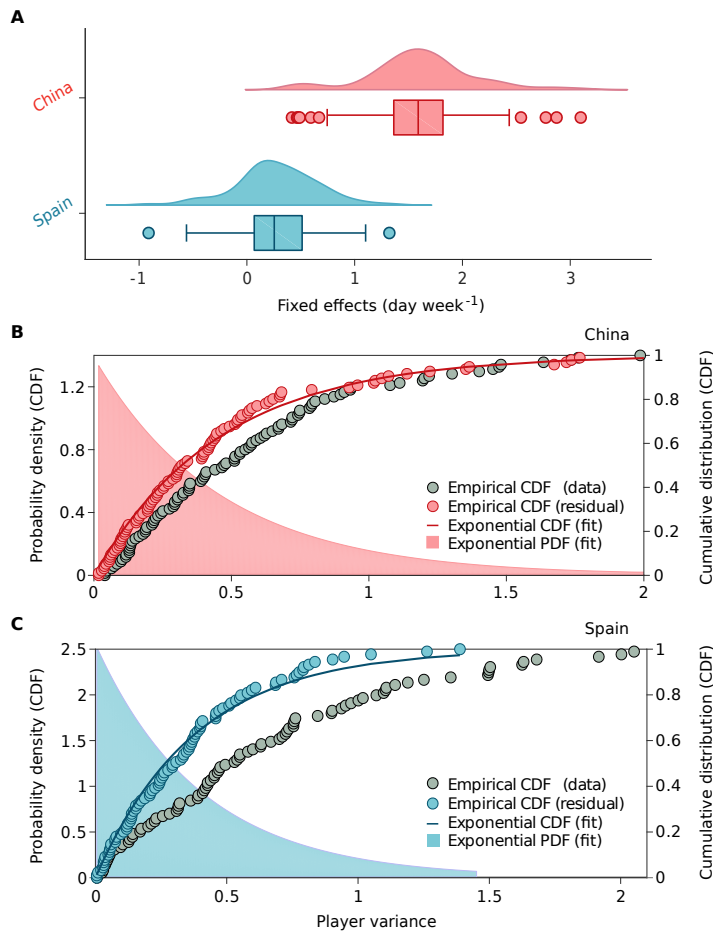 A
China
Spain
-1 0 1 2 3
Fixed effects (day week⁻¹)
B
China
Probability density (CDF)
1.2
0.8
0.4
0
1
0.8
0.6
0.4
0.2
0
Cumulative distribution (CDF)
Empirical CDF (data)
Empirical CDF (residual)
Exponential CDF (fit)
Exponential PDF (fit)
0 0.5 1 1.5 2
C
Spain
Probability density (CDF)
2.5
2
1.5
1
0.5
0
1
0.8
0.6
0.4
0.2
0
Cumulative distribution (CDF)
Empirical CDF (data)
Empirical CDF (residual)
Exponential CDF (fit)
Exponential PDF (fit)
0 0.5 1 1.5 2
Player variance